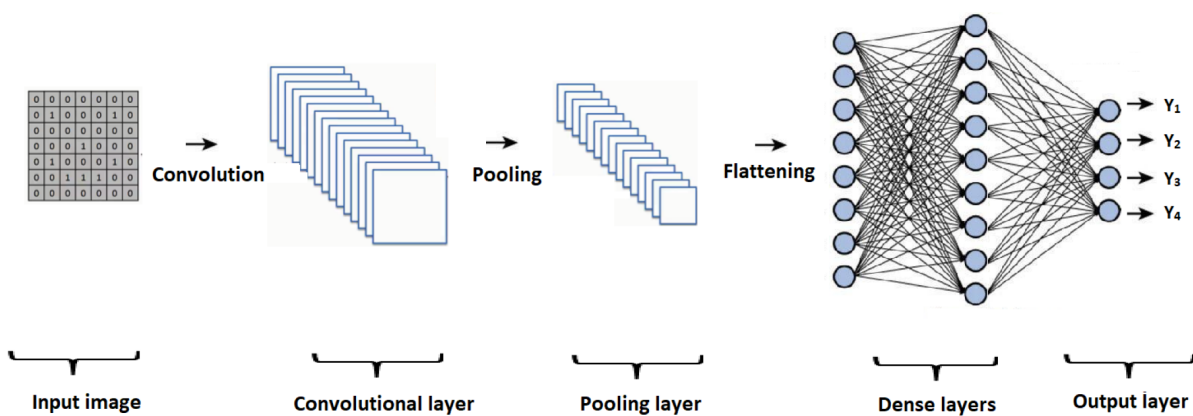 0 0 0 0 0 0 0
0 1 0 0 0 1 0
0 0 0 0 0 0 0
0 0 0 1 0 0 0
0 1 0 0 0 1 0
0 0 1 1 1 0 0
0 0 0 0 0 0 0
Convolution
Pooling
Flattening
Y1
Y2
Y3
Y4
Input image
Convolutional layer
Pooling layer
Dense layers
Output layer